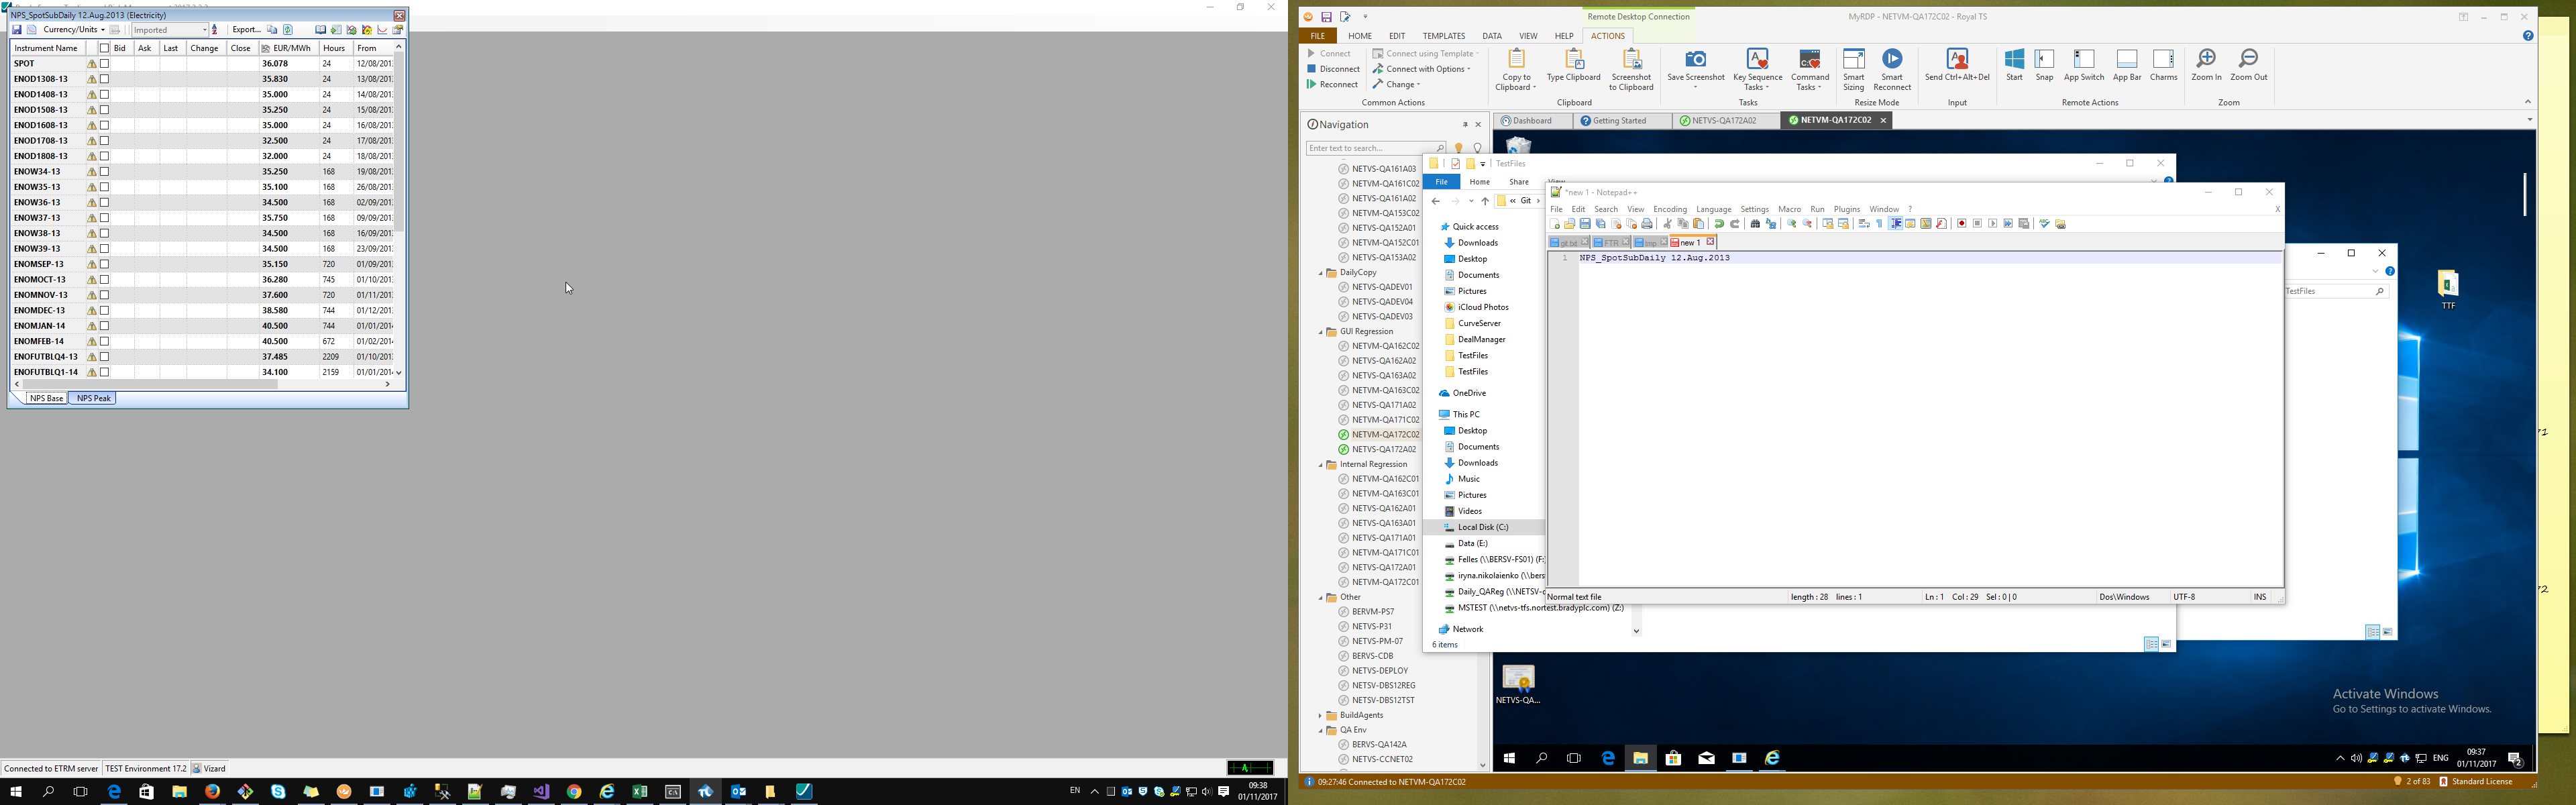 NPS_SpotSubDaily 12.Aug.2013 (Electricity)
Currency/Units Imported Export...
Instrument Name Bid Ask Last Change Close EUR/MWh Hours From
SPOT 36.078 24 12/08/201
ENOD1308-13 35.830 24 13/08/201
ENOD1408-13 35.000 24 14/08/201
ENOD1508-13 35.250 24 15/08/201
ENOD1608-13 35.000 24 16/08/201
ENOD1708-13 32.500 24 17/08/201
ENOD1808-13 32.000 24 18/08/201
ENOW34-13 35.250 168 19/08/201
ENOW35-13 35.100 168 26/08/201
ENOW36-13 34.500 168 02/09/201
ENOW37-13 35.750 168 09/09/201
ENOW38-13 34.500 168 16/09/201
ENOW39-13 34.500 168 23/09/201
ENOMSEP-13 35.150 720 01/09/201
ENOMOCT-13 36.280 745 01/10/201
ENOMNOV-13 37.600 720 01/11/201
ENOMDEC-13 38.580 744 01/12/201
ENOMJAN-14 40.500 744 01/01/201
ENOMFEB-14 40.500 672 01/02/201
ENOFUTBLQ4-13 37.485 2209 01/10/201
ENOFUTBLQ1-14 34.100 2159 01/01/201
NPS Base NPS Peak
Connected to ETRM server TEST Environment 17.2 Vizard
EN 09:38
01/11/2017
Remote Desktop Connection MyRDP - NETVM-QA172C02 - Royal TS
FILE HOME EDIT TEMPLATES DATA VIEW HELP ACTIONS
Connect
Disconnect
Reconnect
Connect using Template
Connect with Options
Change
Common Actions
Copy to Clipboard
Type Clipboard
Screenshot to Clipboard
Clipboard
Save Screenshot
Key Sequence Tasks
Command Tasks
Tasks
Smart Sizing
Smart Reconnect
Resize Mode
Send Ctrl+Alt+Del
Input
Start Snap App Switch App Bar Charms
Remote Actions
Zoom In Zoom Out
Zoom
Navigation
Enter text to search...
Dashboard Getting Started NETVS-QA172A02 NETVM-QA172C02
NETVS-QA161A03
NETVM-QA161C02
NETVS-QA161A02
NETVM-QA153C02
NETVS-QA152A01
NETVM-QA152C01
NETVS-QA153A02
DailyCopy
NETVS-QADEV01
NETVS-QADEV04
NETVS-QADEV03
GUI Regression
NETVM-QA162C02
NETVS-QA162A02
NETVS-QA163A02
NETVM-QA163C02
NETVS-QA171A02
NETVM-QA171C02
NETVM-QA172C02
NETVS-QA172A02
Internal Regression
NETVM-QA162C01
NETVM-QA163C01
NETVS-QA162A01
NETVS-QA163A01
NETVS-QA171A01
NETVM-QA171C01
NETVS-QA172A01
NETVM-QA172C01
Other
BERVM-PS7
NETVS-P31
NETVS-PM-07
BERVS-CDB
NETVS-DEPLOY
NETSV-DBS12REG
NETSV-DBS12TST
BuildAgents
QA Env
BERVS-QA142A
NETVS-CCNET02
TestFiles
File Home Share View
« Git ›
Quick access
Downloads
Desktop
Documents
Pictures
iCloud Photos
CurveServer
DealManager
TestFiles
TestFiles
OneDrive
This PC
Desktop
Documents
Downloads
Music
Pictures
Videos
Local Disk (C:)
Data (E:)
Felles (\\BERSV-FS01) (F:
iryna.nikolaienko (\\bers
Daily_QAReg (\\NETSV-
MSTEST (\\netvs-tfs.nortest.bradyplc.com) (Z:)
Network
6 items
*new 1 - Notepad++
File Edit Search View Encoding Language Settings Macro Run Plugins Window ? X
git.txt FTR tmp new 1
1 NPS_SpotSubDaily 12.Aug.2013
Normal text file length : 28 lines : 1 Ln : 1 Col : 29 Sel : 0 | 0 Dos\Windows UTF-8 INS
TestFiles
TTF
NETVS-QA...
Activate Windows
Go to Settings to activate Windows.
ENG 09:37
01/11/2017
09:27:46 Connected to NETVM-QA172C02
2 of 83 Standard License